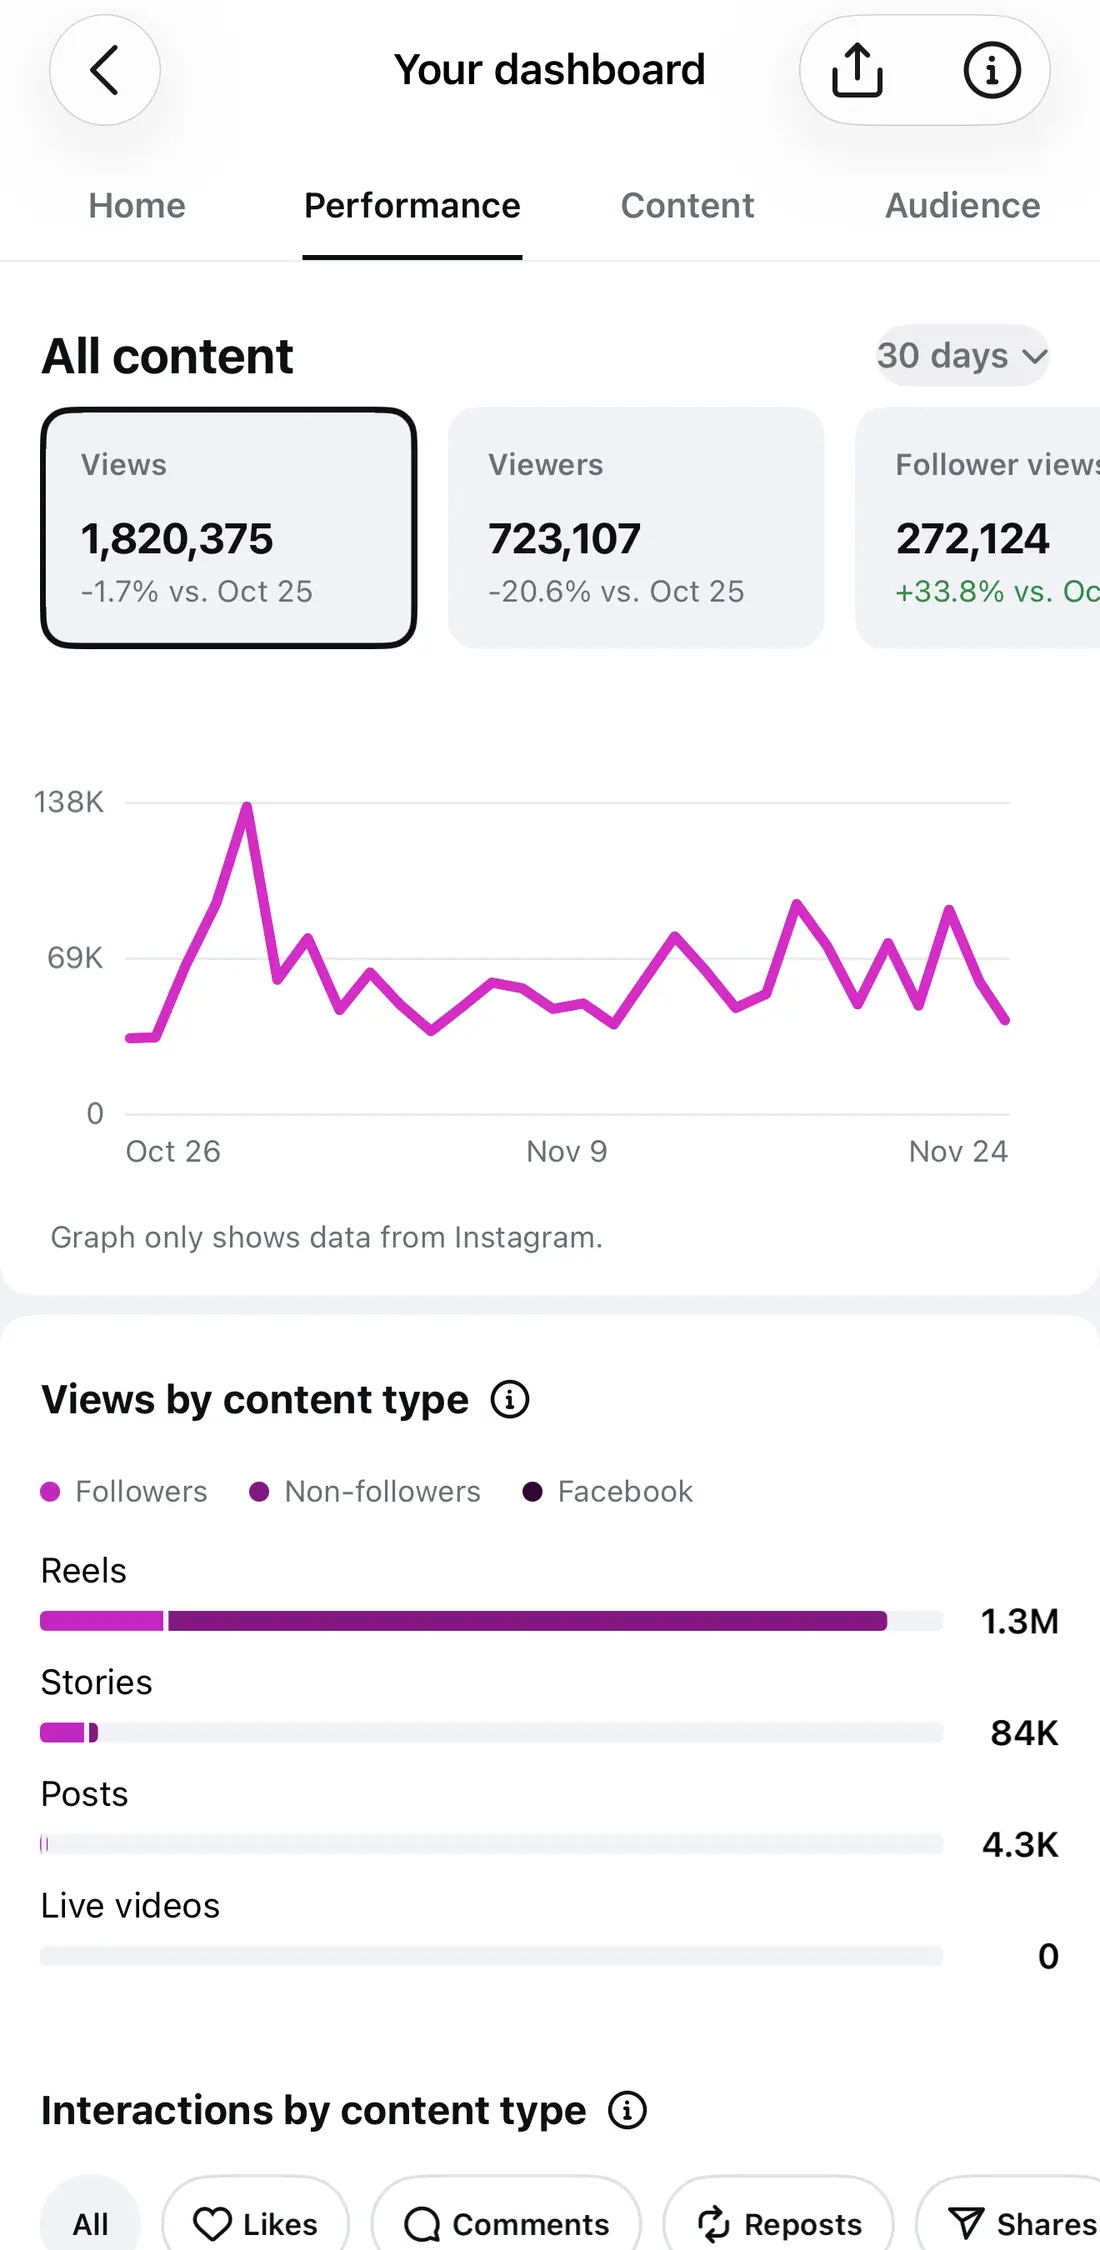 Your dashboard
Home Performance Content Audience
All content 30 days
Views Viewers Follower views
1,820,375 723,107 272,124
-1.7% vs. Oct 25 -20.6% vs. Oct 25 +33.8% vs. Oc
138K
69K
0
Oct 26 Nov 9 Nov 24
Graph only shows data from Instagram.
Views by content type
Followers Non-followers Facebook
Reels
1.3M
Stories
84K
Posts
4.3K
Live videos
0
Interactions by content type
All Likes Comments Reposts Shares